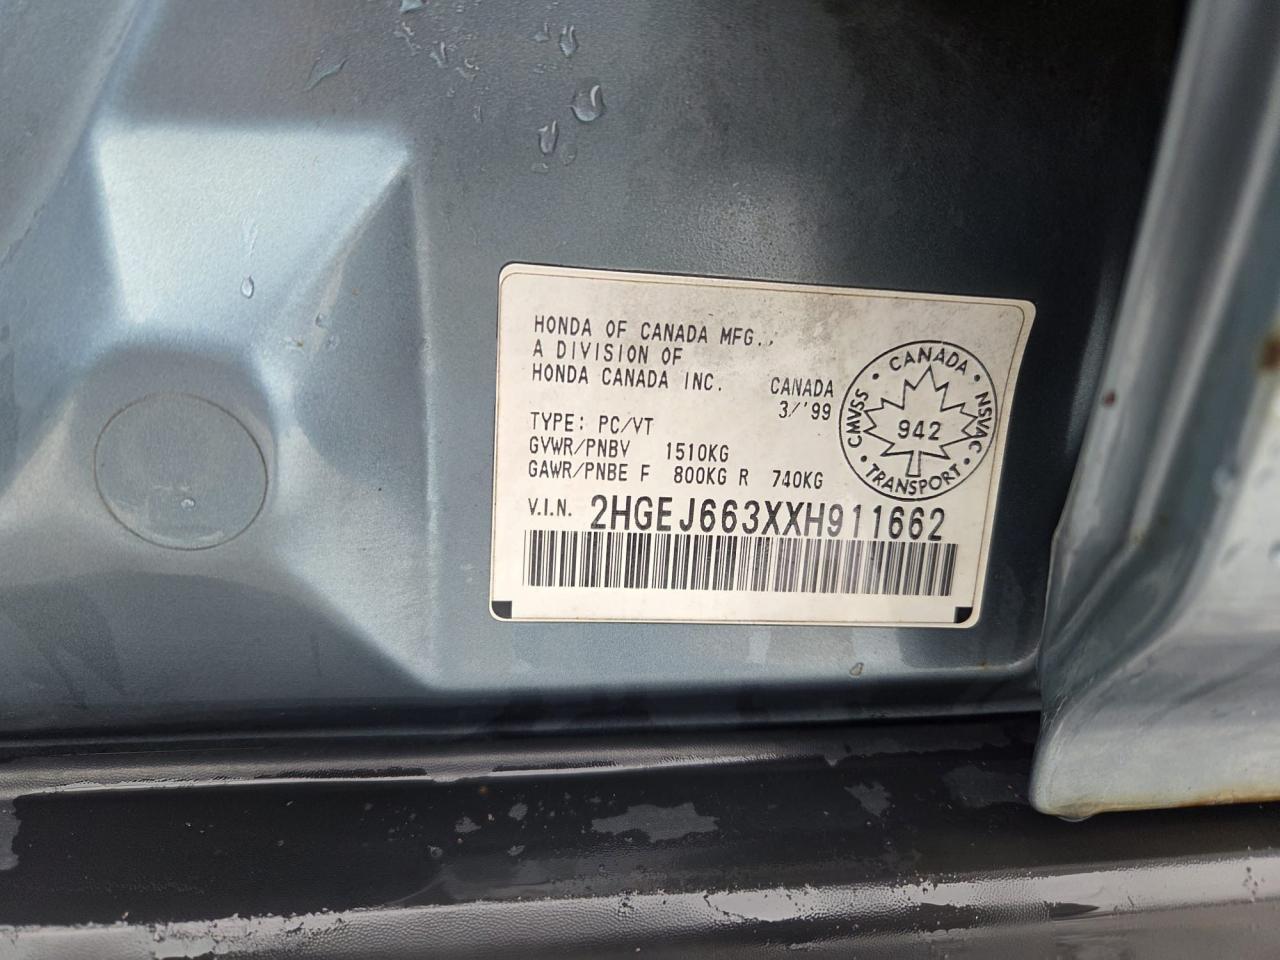 HONDA OF CANADA MFG.,
A DIVISION OF
HONDA CANADA INC.
CANADA
3/'99
TYPE: PC/VT
GVWR/PNBV 1510KG
GAWR/PNBE F 800KG R 740KG
V.I.N. 2HGEJ663XXH911662
CANADA
CMVSS
942
NSVAC
TRANSPORT